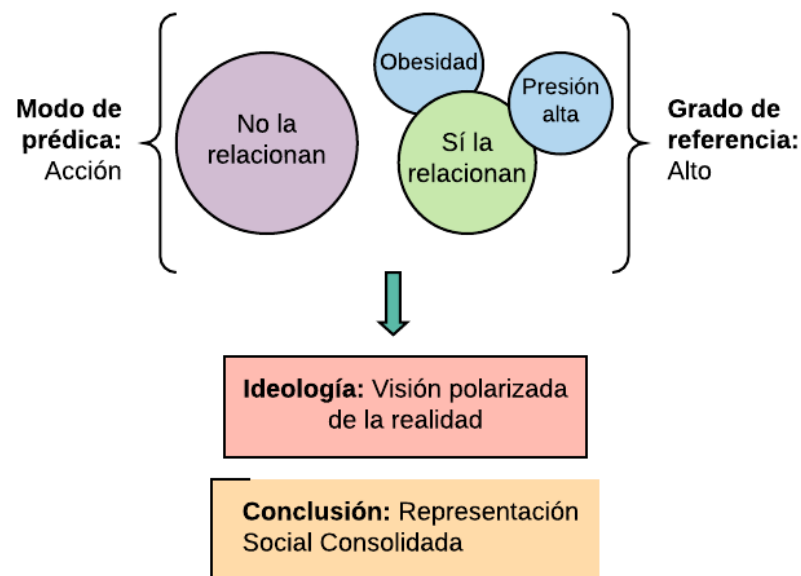 Modo de
prédica:
Acción
No la
relacionan
Obesidad
Presión
alta
Sí la
relacionan
Grado de
referencia:
Alto
Ideología: Visión polarizada
de la realidad
Conclusión: Representación
Social Consolidada